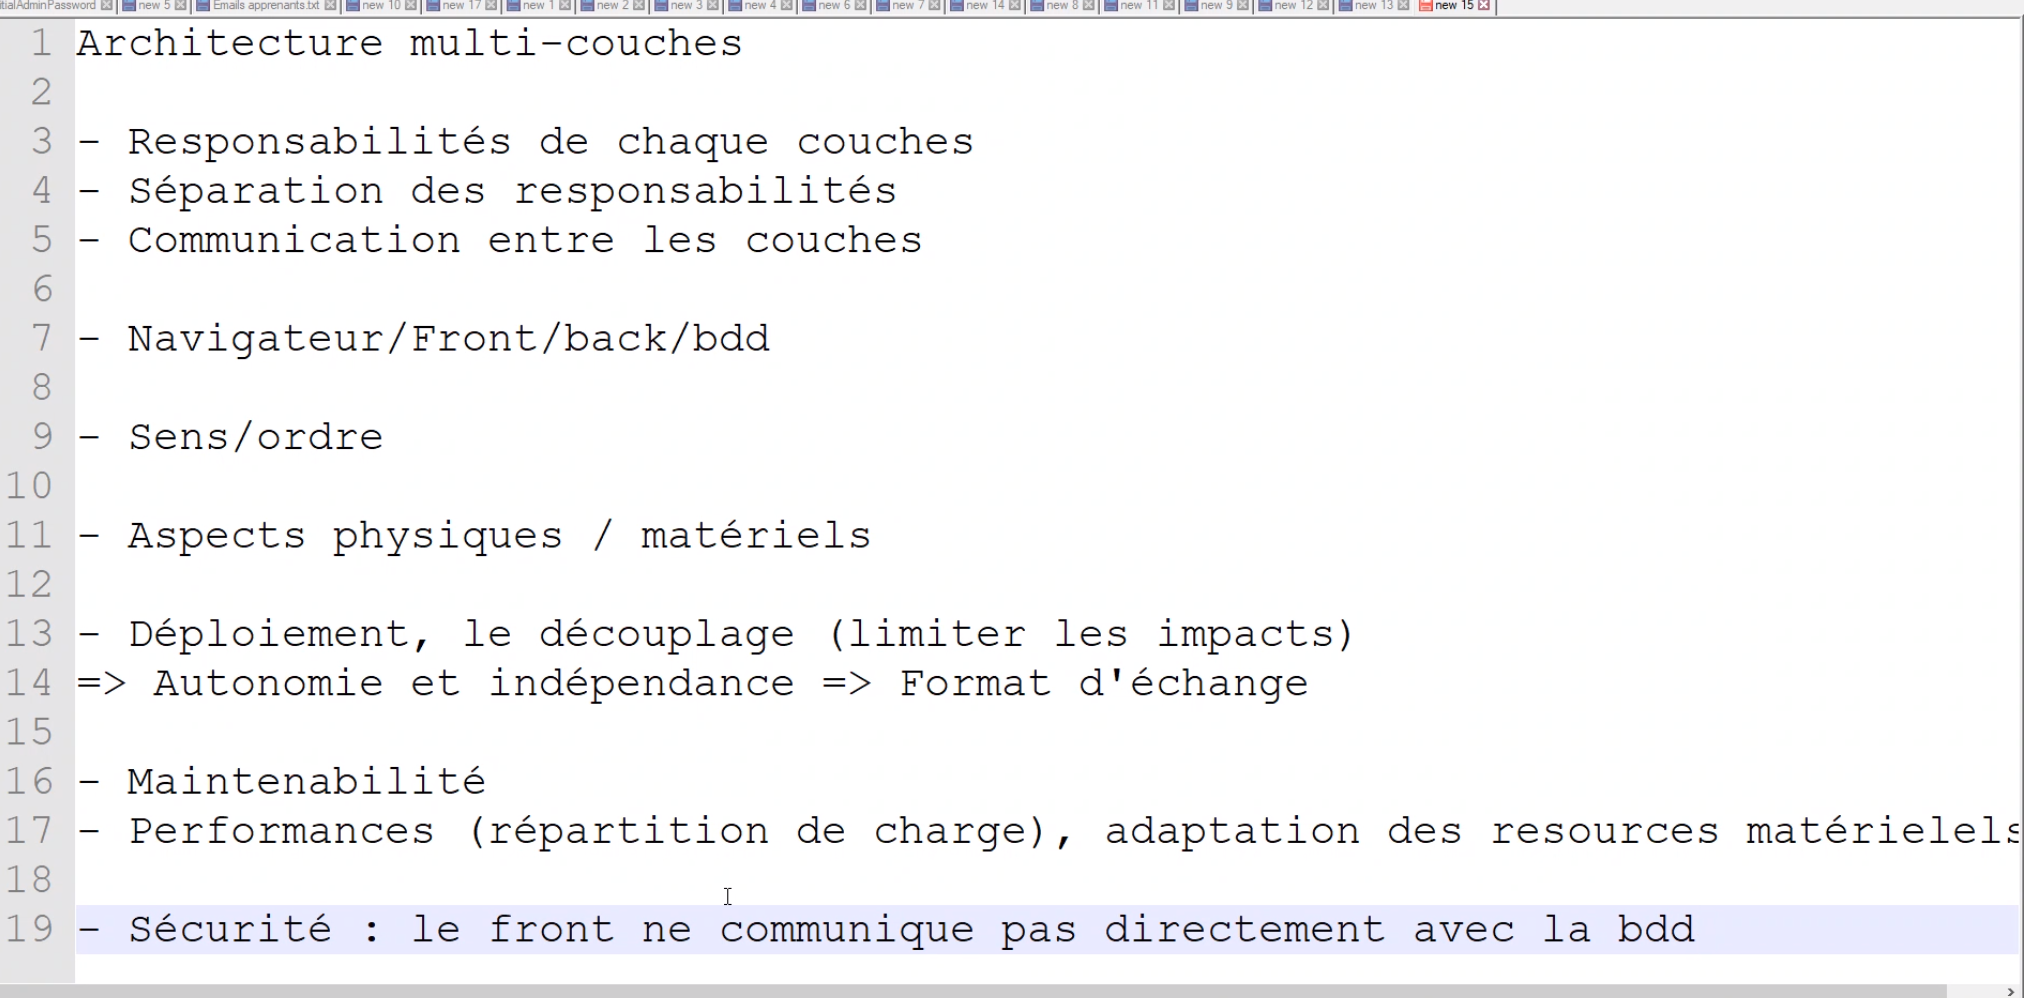 itialAdminPassword new 5 Emails apprenants.txt new 10 new 17 new 1 new 2 new 3 new 4 new 6 new 7 new 14 new 8 new 11 new 9 new 12 new 13 new 15
1 Architecture multi-couches
2
3 - Responsabilités de chaque couches
4 - Séparation des responsabilités
5 - Communication entre les couches
6
7 - Navigateur/Front/back/bdd
8
9 - Sens/ordre
10
11 - Aspects physiques / matériels
12
13 - Déploiement, le découplage (limiter les impacts)
14 => Autonomie et indépendance => Format d'échange
15
16 - Maintenabilité
17 - Performances (répartition de charge), adaptation des resources matérielels
18
19 - Sécurité : le front ne communique pas directement avec la bdd